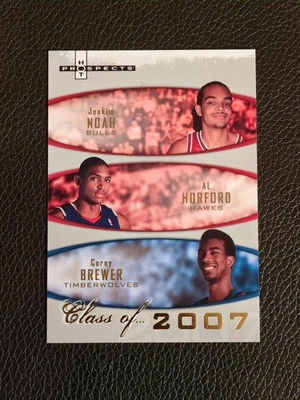 HOT
PROSPECTS
Joakim
NOAH
BULLS
AL
HORFORD
HAWKS
Corey
BREWER
TIMBERWOLVES
Class of... 2007